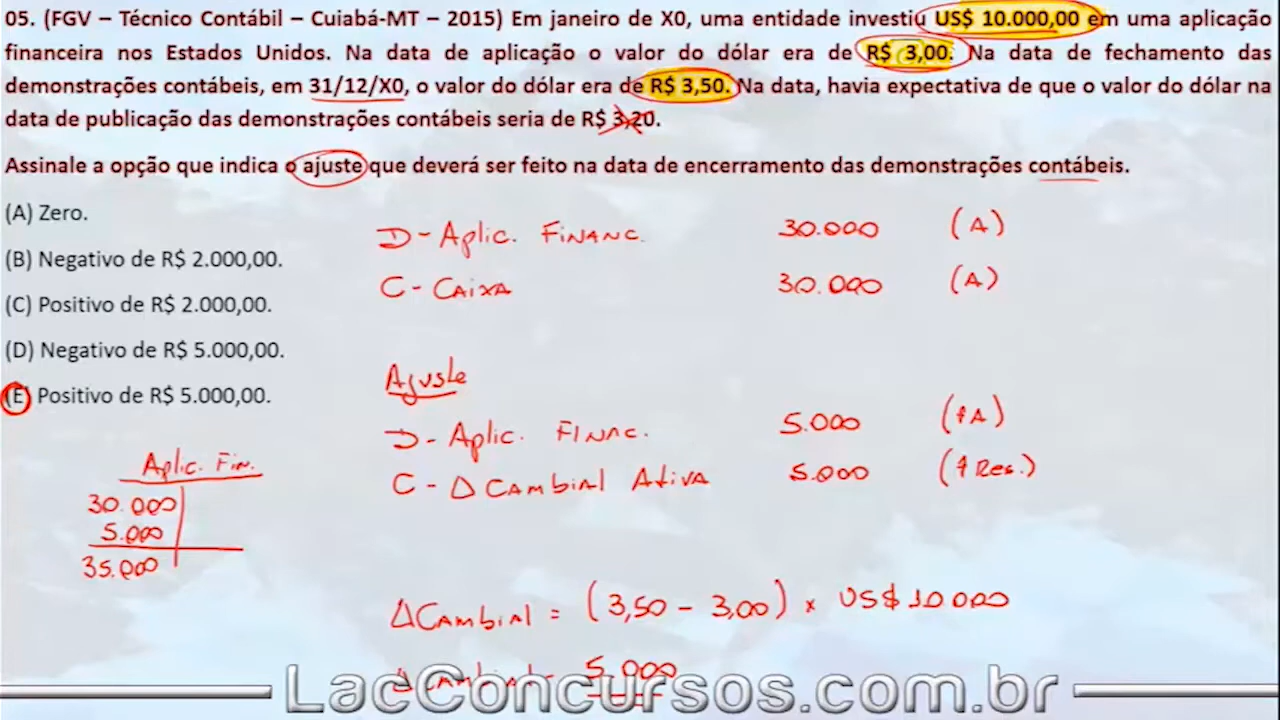 05. (FGV – Técnico Contábil – Cuiabá-MT – 2015) Em janeiro de X0, uma entidade investiu US$ 10.000,00 em uma aplicação
financeira nos Estados Unidos. Na data de aplicação o valor do dólar era de R$ 3,00. Na data de fechamento das
demonstrações contábeis, em 31/12/X0, o valor do dólar era de R$ 3,50. Na data, havia expectativa de que o valor do dólar na
data de publicação das demonstrações contábeis seria de R$ 3,20.
Assinale a opção que indica o ajuste que deverá ser feito na data de encerramento das demonstrações contábeis.
(A) Zero.
(B) Negativo de R$ 2.000,00.
(C) Positivo de R$ 2.000,00.
(D) Negativo de R$ 5.000,00.
(E) Positivo de R$ 5.000,00.
D - Aplic. Financ. 30.000 (A)
C - Caixa 30.000 (A)
Ajuste
D - Aplic. Finac. 5.000 (↑A)
C - Δ Cambial Ativa 5.000 (↑Res.)
Aplic. Fin.
30.000
5.000
35.000
Δ Cambial = (3,50 - 3,00) × US$ 10.000
Δ Cambial = 5.000
LacConcursos.com.br